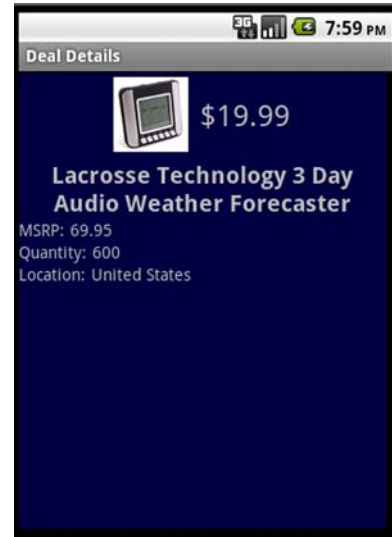 3G 7:59 PM
Deal Details
$19.99
Lacrosse Technology 3 Day
Audio Weather Forecaster
MSRP: 69.95
Quantity: 600
Location: United States